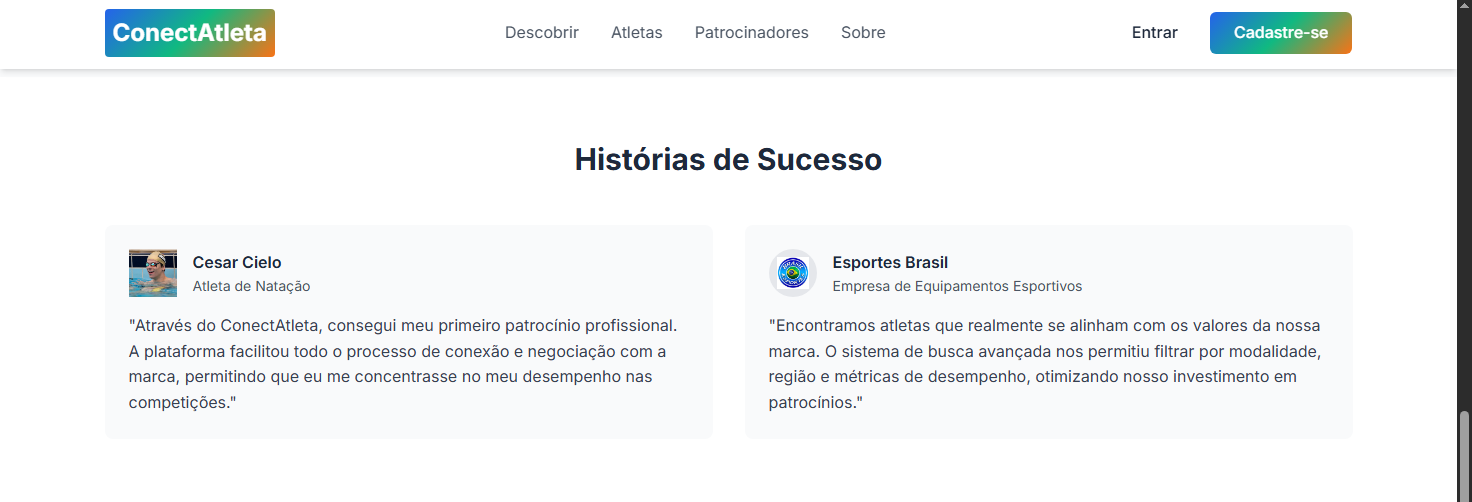 ConectAtleta
Descobrir
Atletas
Patrocinadores
Sobre
Entrar
Cadastre-se
Histórias de Sucesso
Cesar Cielo
Atleta de Natação
"Através do ConectAtleta, consegui meu primeiro patrocínio profissional.
A plataforma facilitou todo o processo de conexão e negociação com a
marca, permitindo que eu me concentrasse no meu desempenho nas
competições."
Esportes Brasil
Empresa de Equipamentos Esportivos
"Encontramos atletas que realmente se alinham com os valores da nossa
marca. O sistema de busca avançada nos permitiu filtrar por modalidade,
região e métricas de desempenho, otimizando nosso investimento em
patrocínios."